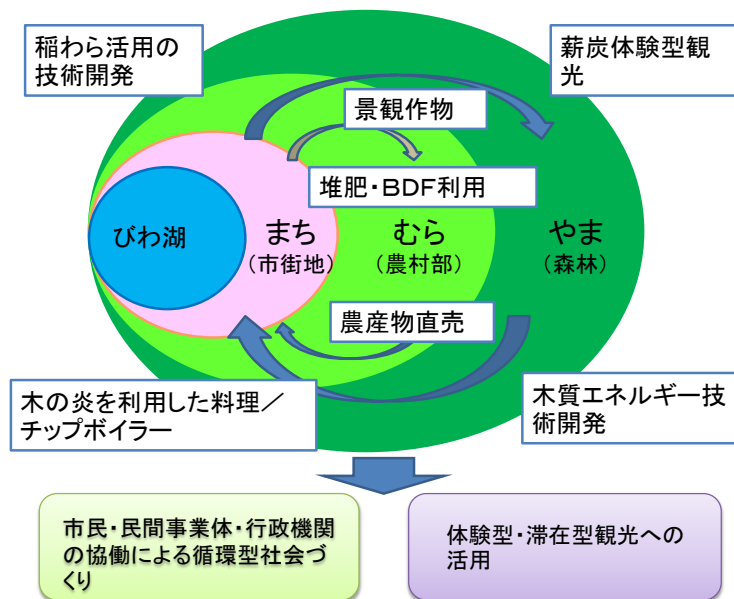 稲わら活用の
技術開発
薪炭体験型観
光
景観作物
堆肥・BDF利用
びわ湖
まち
(市街地)
むら
(農村部)
やま
(森林)
農産物直売
木の炎を利用した料理/
チップボイラー
木質エネルギー技
術開発
市民・民間事業体・行政機関
の協働による循環型社会づ
くり
体験型・滞在型観光への
活用